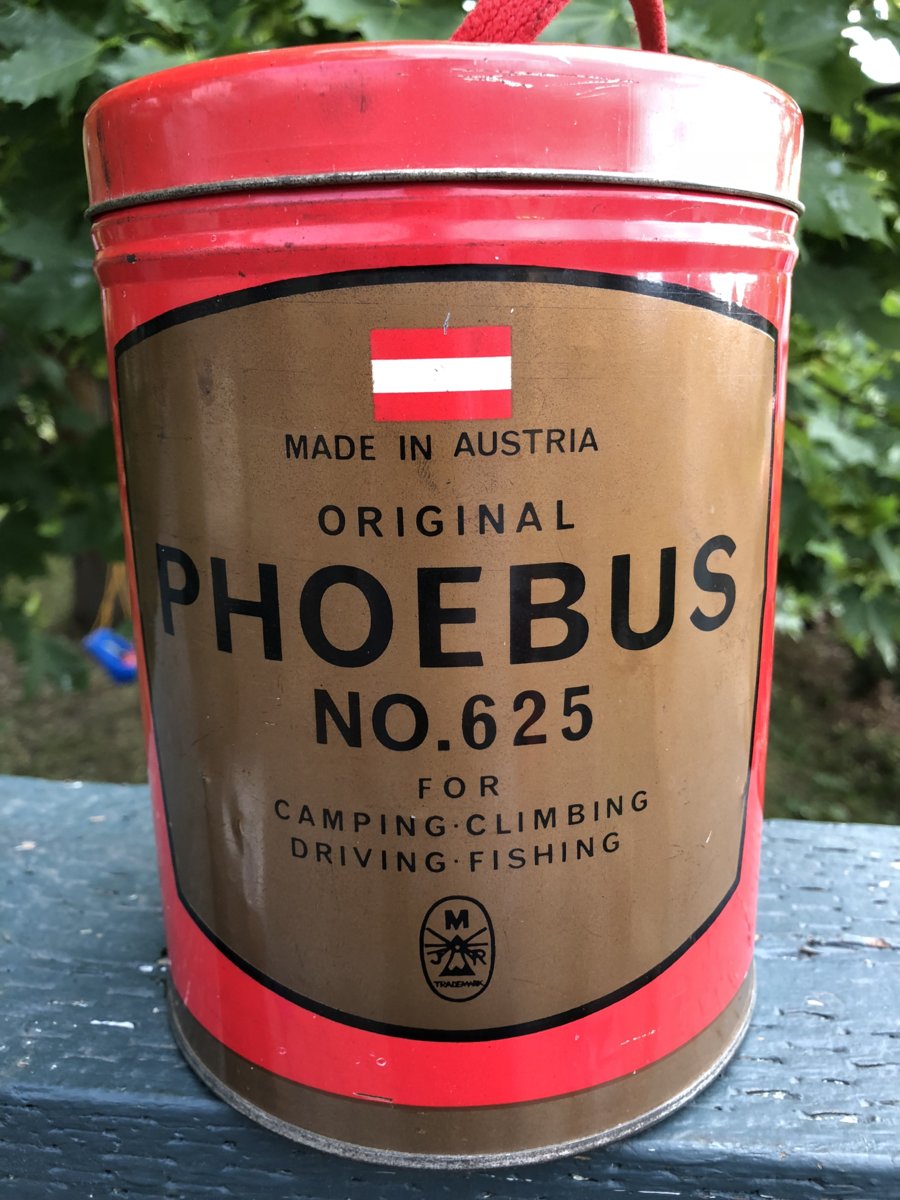 MADE IN AUSTRIA
ORIGINAL
PHOEBUS
NO.625
FOR
CAMPING·CLIMBING
DRIVING·FISHING
M
J R
TRADEMARK